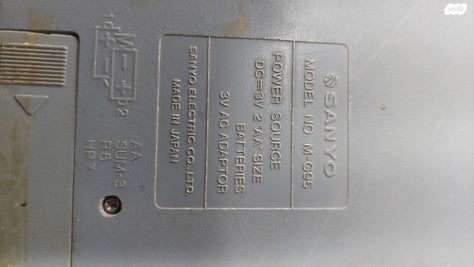 SANYO
MODEL NO. M-G95
POWER SOURCE
DC⎓3V 2 "AA" SIZE
BATTERIES
3V AC ADAPTOR
SANYO ELECTRIC CO., LTD.
MADE IN JAPAN
AA
SUM-3
R6
HP7
yad2